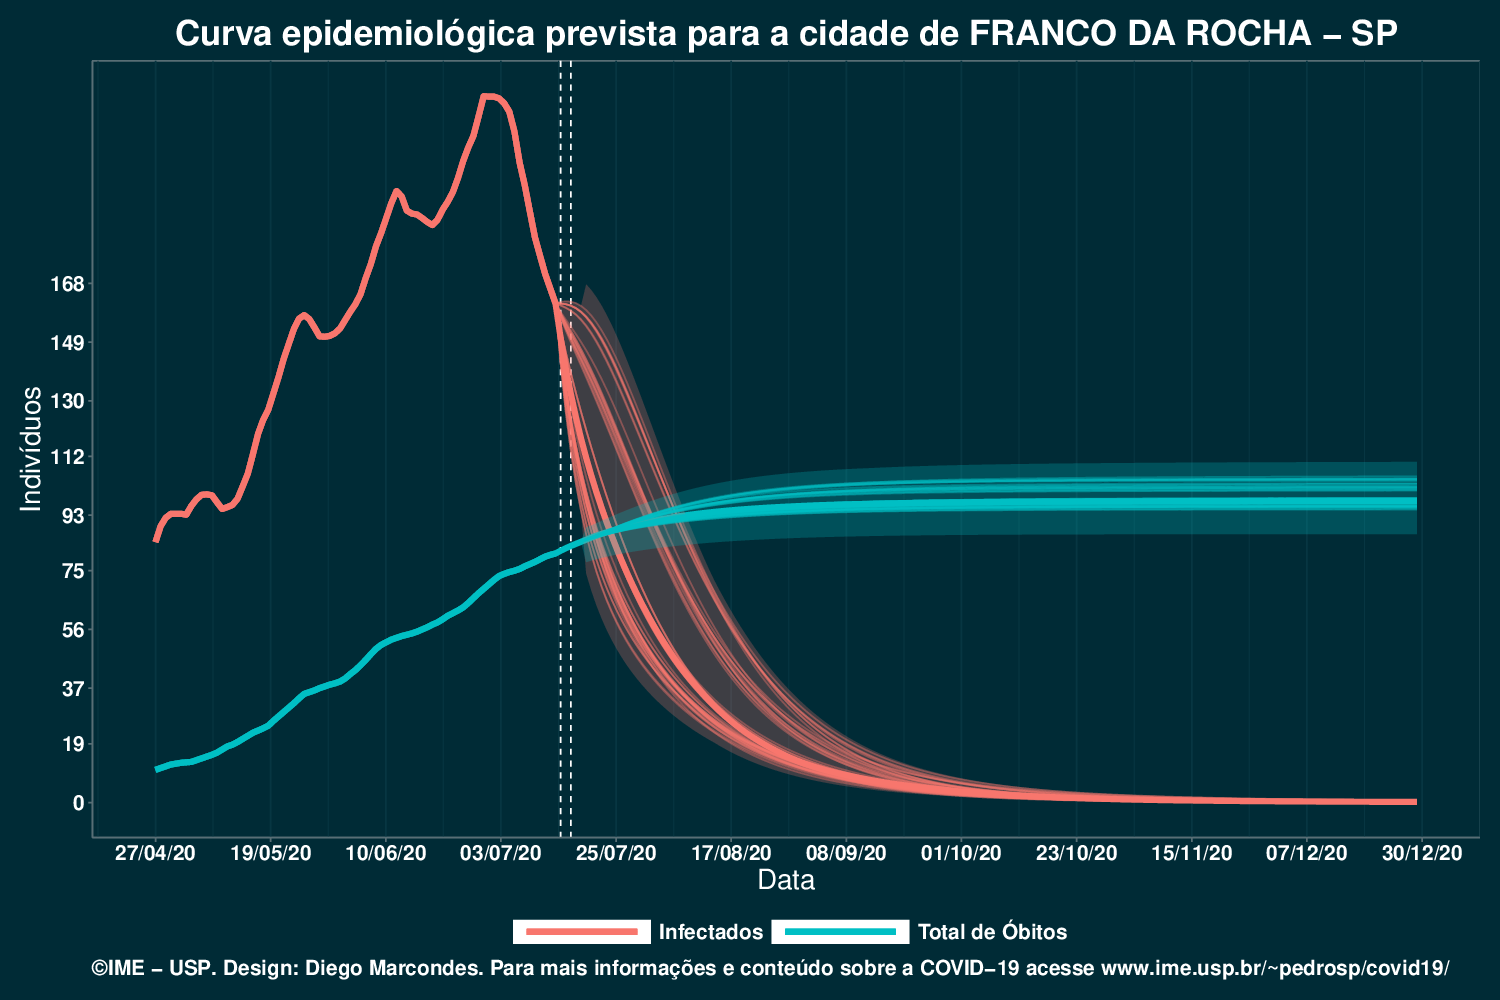 Curva epidemiológica prevista para a cidade de FRANCO DA ROCHA – SP
Indivíduos
168
149
130
112
93
75
56
37
19
0
27/04/20 19/05/20 10/06/20 03/07/20 25/07/20 17/08/20 08/09/20 01/10/20 23/10/20 15/11/20 07/12/20 30/12/20
Data
Infectados Total de Óbitos
©IME – USP. Design: Diego Marcondes. Para mais informações e conteúdo sobre a COVID–19 acesse www.ime.usp.br/~pedrosp/covid19/